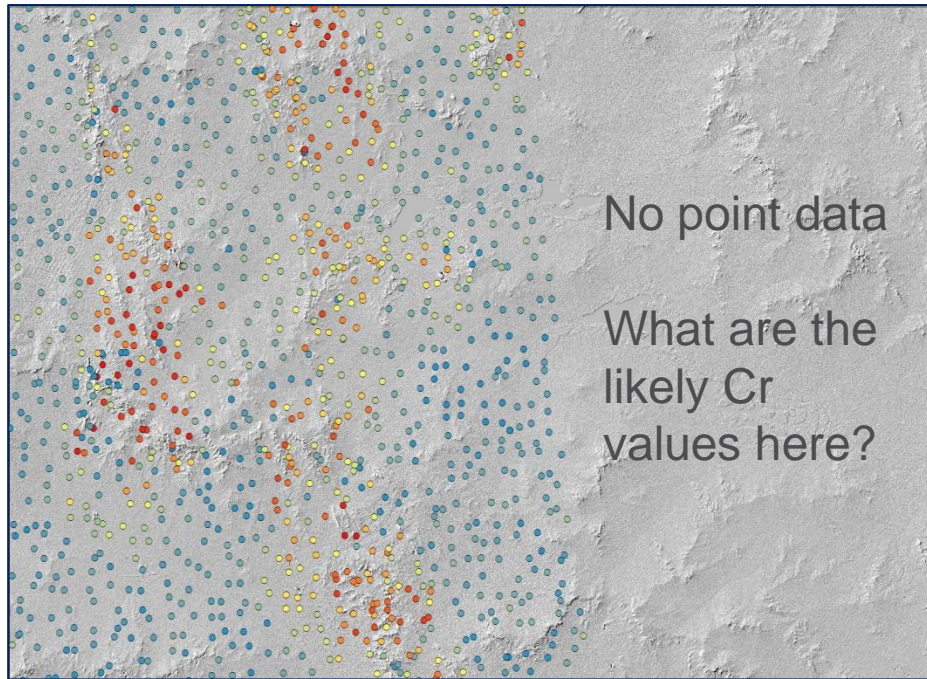 No point data
What are the
likely Cr
values here?